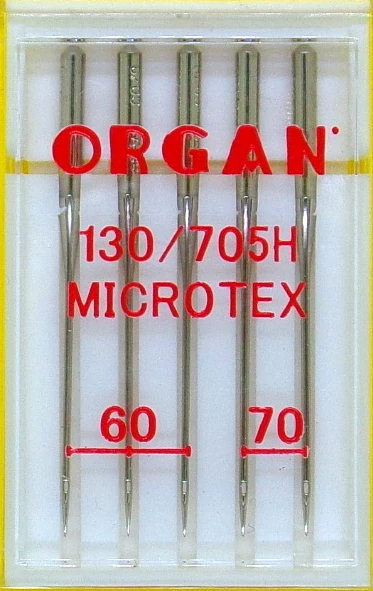 ORGAN
130/705H
MICROTEX
60 70